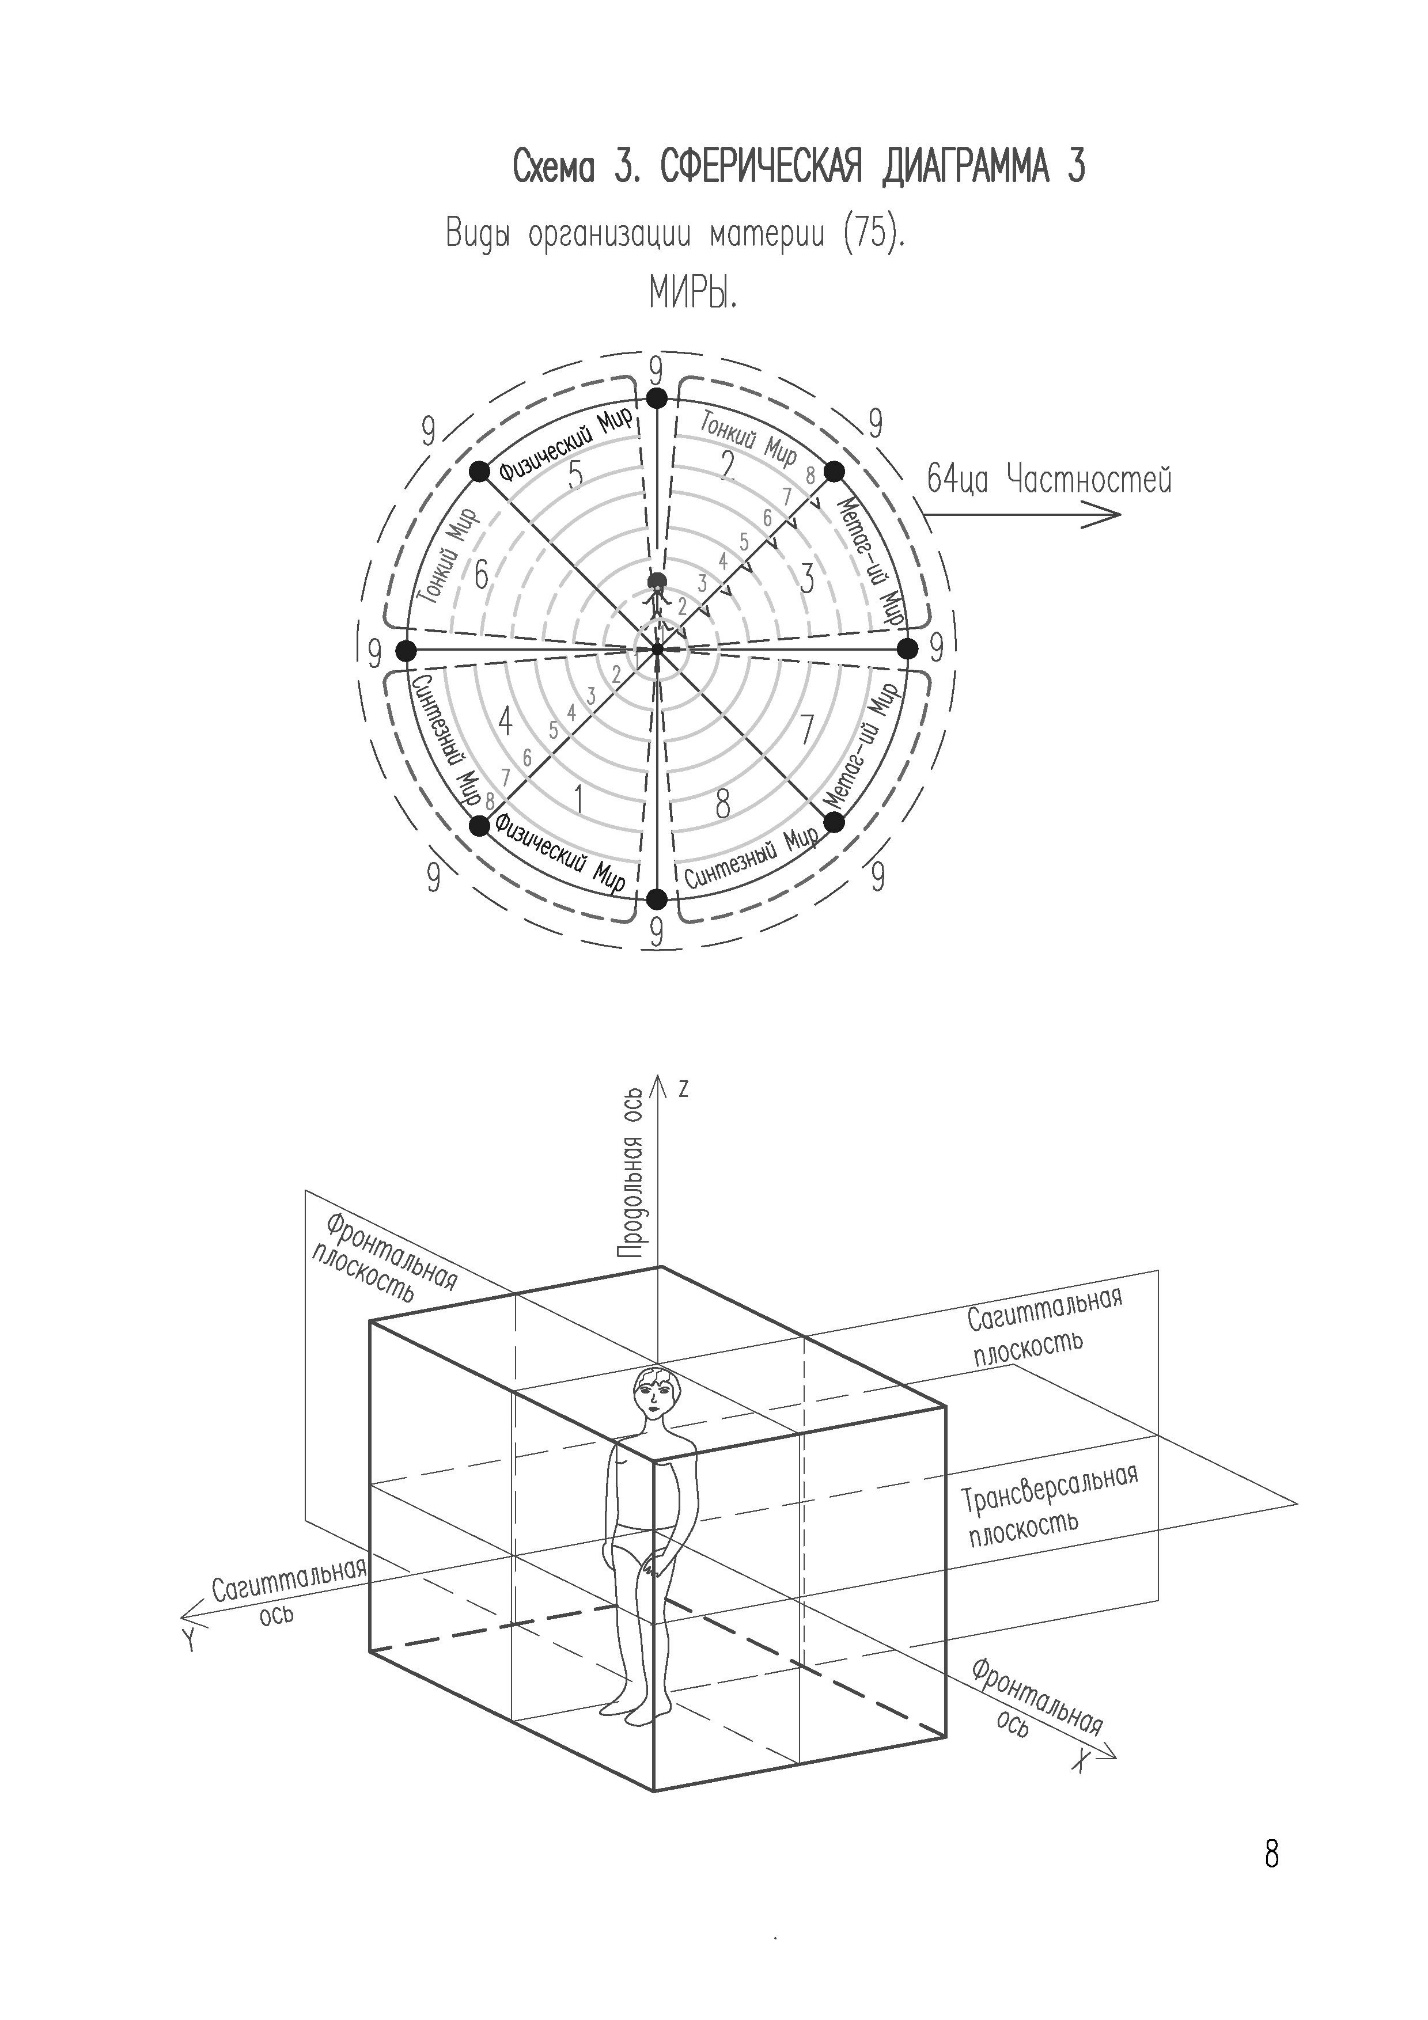 Схема 3. СФЕРИЧЕСКАЯ ДИАГРАММА 3
Виды организации материи (75).
МИРЫ.
9
9
9
Физический Мир
Тонкий Мир
5
2
8
64ца Частностей
7
Метаг-ий Мир
Тонкий Мир
6
5
6
4
3
3
2
9
9
2
3
4
5
6
7
8
4
7
Синтезный Мир
Метаг-ий Мир
1
8
Физический Мир
Синтезный Мир
9
9
9
Z
Продольная ось
Фронтальная
плоскость
Сагиттальная
плоскость
Трансверсальная
плоскость
Сагиттальная
ось
Y
Фронтальная
ось
X
8